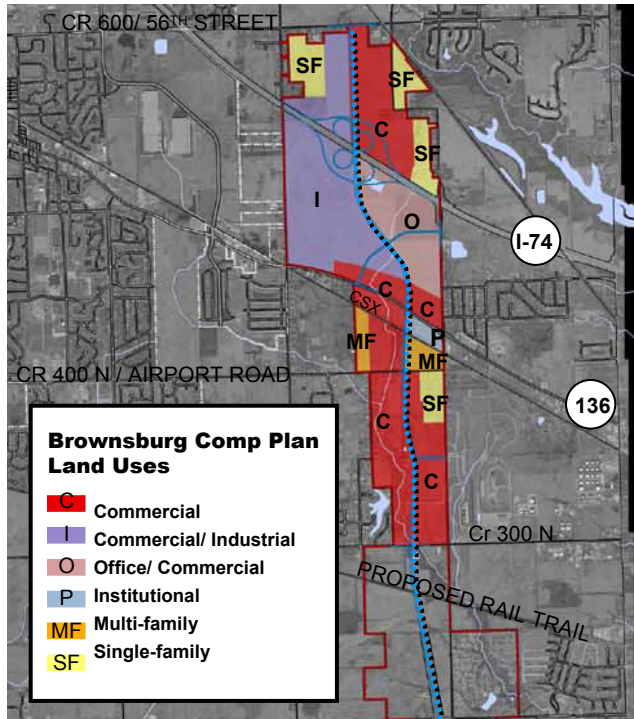 CR 600/ 56TH STREET
SF
SF
C
SF
I
O
I-74
C
C
CSX
P
MF
MF
CR 400 N / AIRPORT ROAD
SF
136
C
C
Brownsburg Comp Plan
Land Uses
C Commercial
I Commercial/ Industrial
O Office/ Commercial
P Institutional
MF Multi-family
SF Single-family
Cr 300 N
PROPOSED RAIL TRAIL